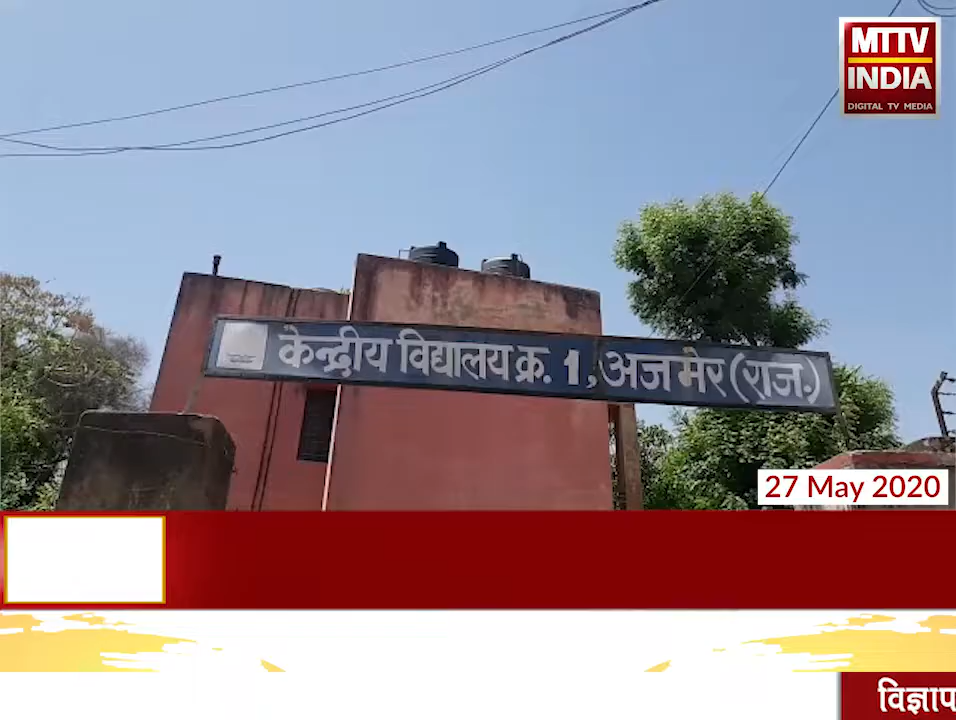 MTTV
INDIA
DIGITAL TV MEDIA
केन्द्रीय विद्यालय क्र. 1, अजमेर (राज.)
27 May 2020